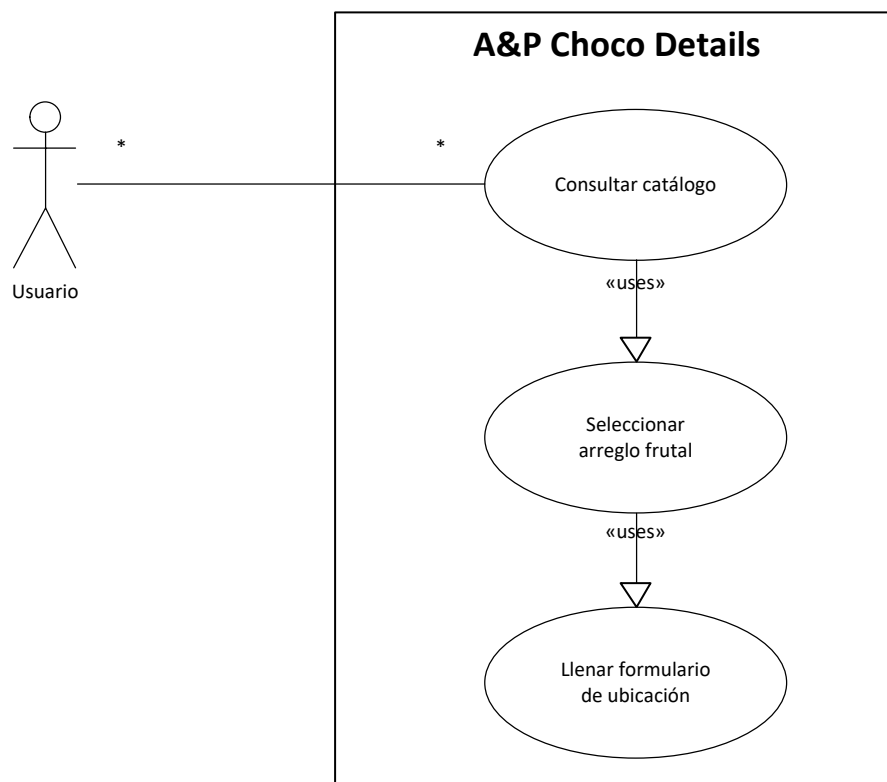 A&P Choco Details
*
*
Consultar catálogo
Usuario
«uses»
Seleccionar
arreglo frutal
«uses»
Llenar formulario
de ubicación